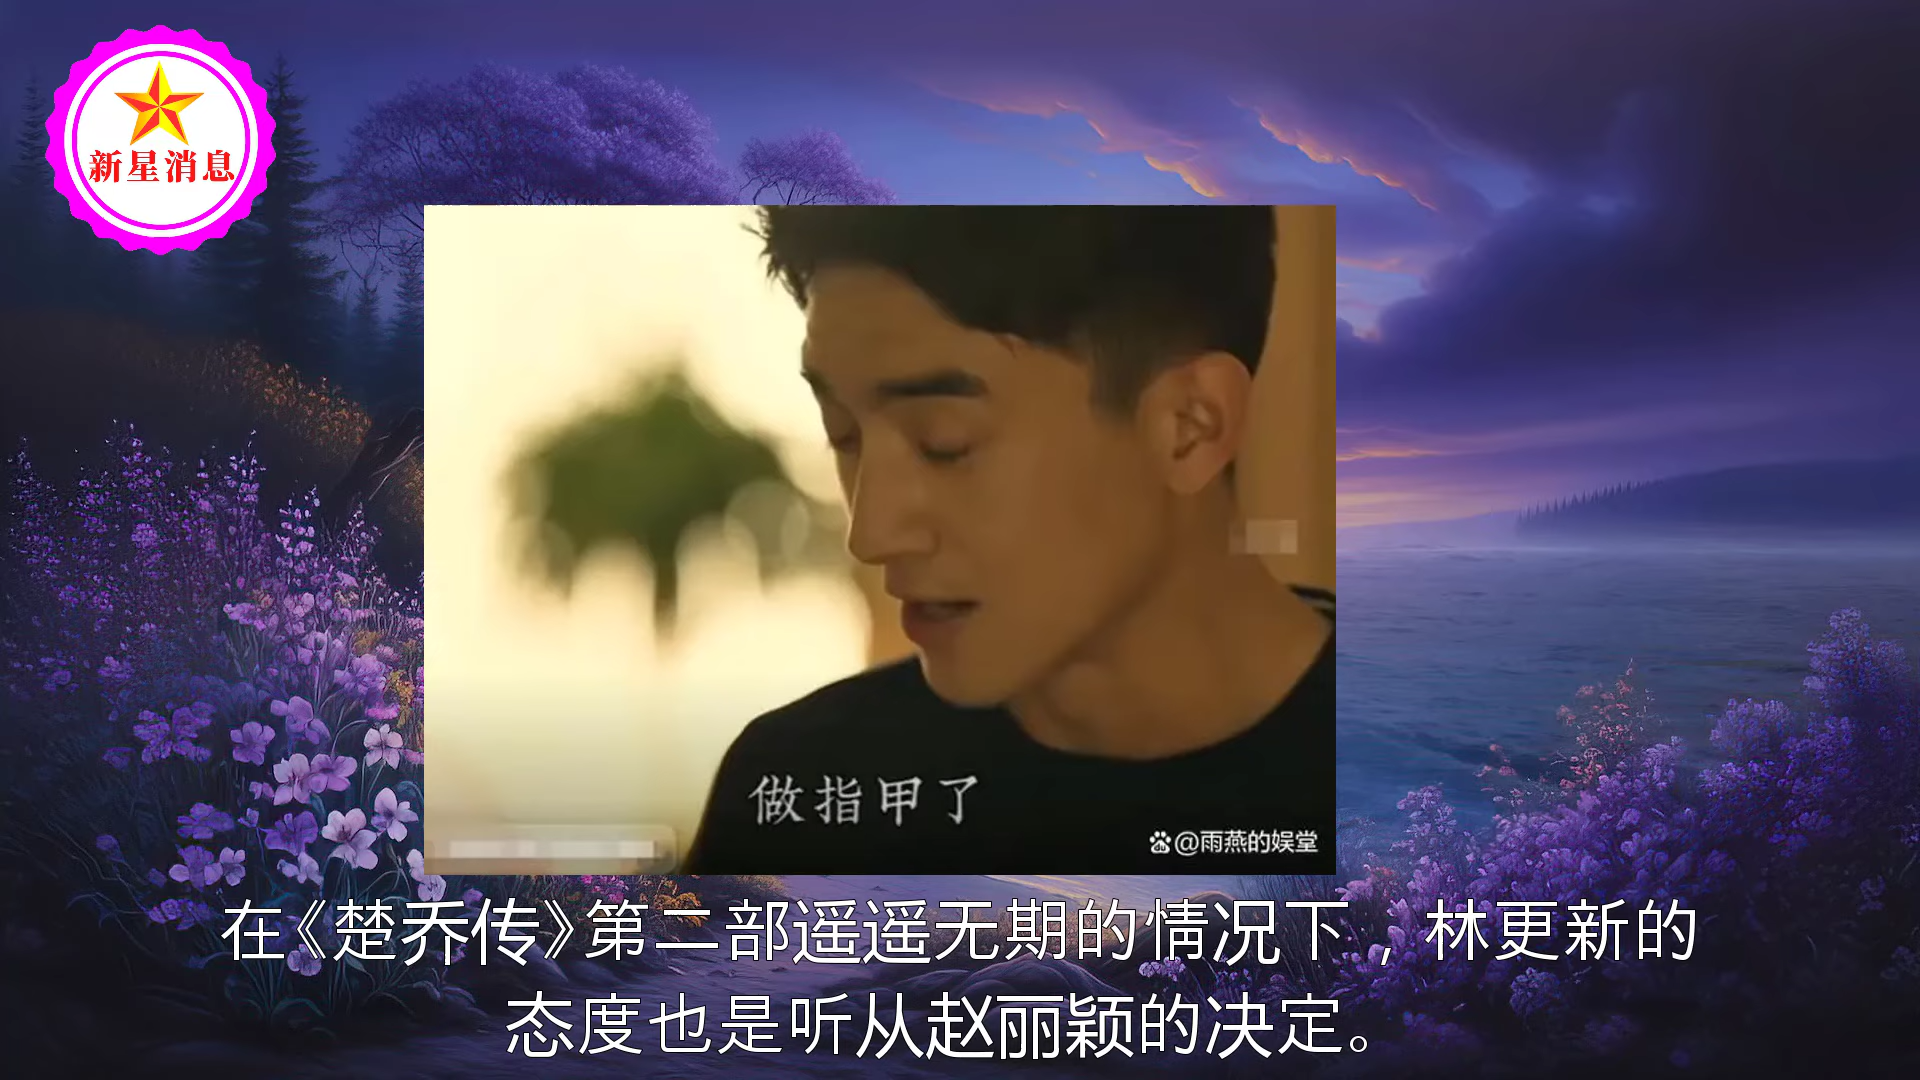 新星消息
做指甲了
@雨燕的娱堂
在《楚乔传》第二部遥遥无期的情况下，林更新的
态度也是听从赵丽颖的决定。